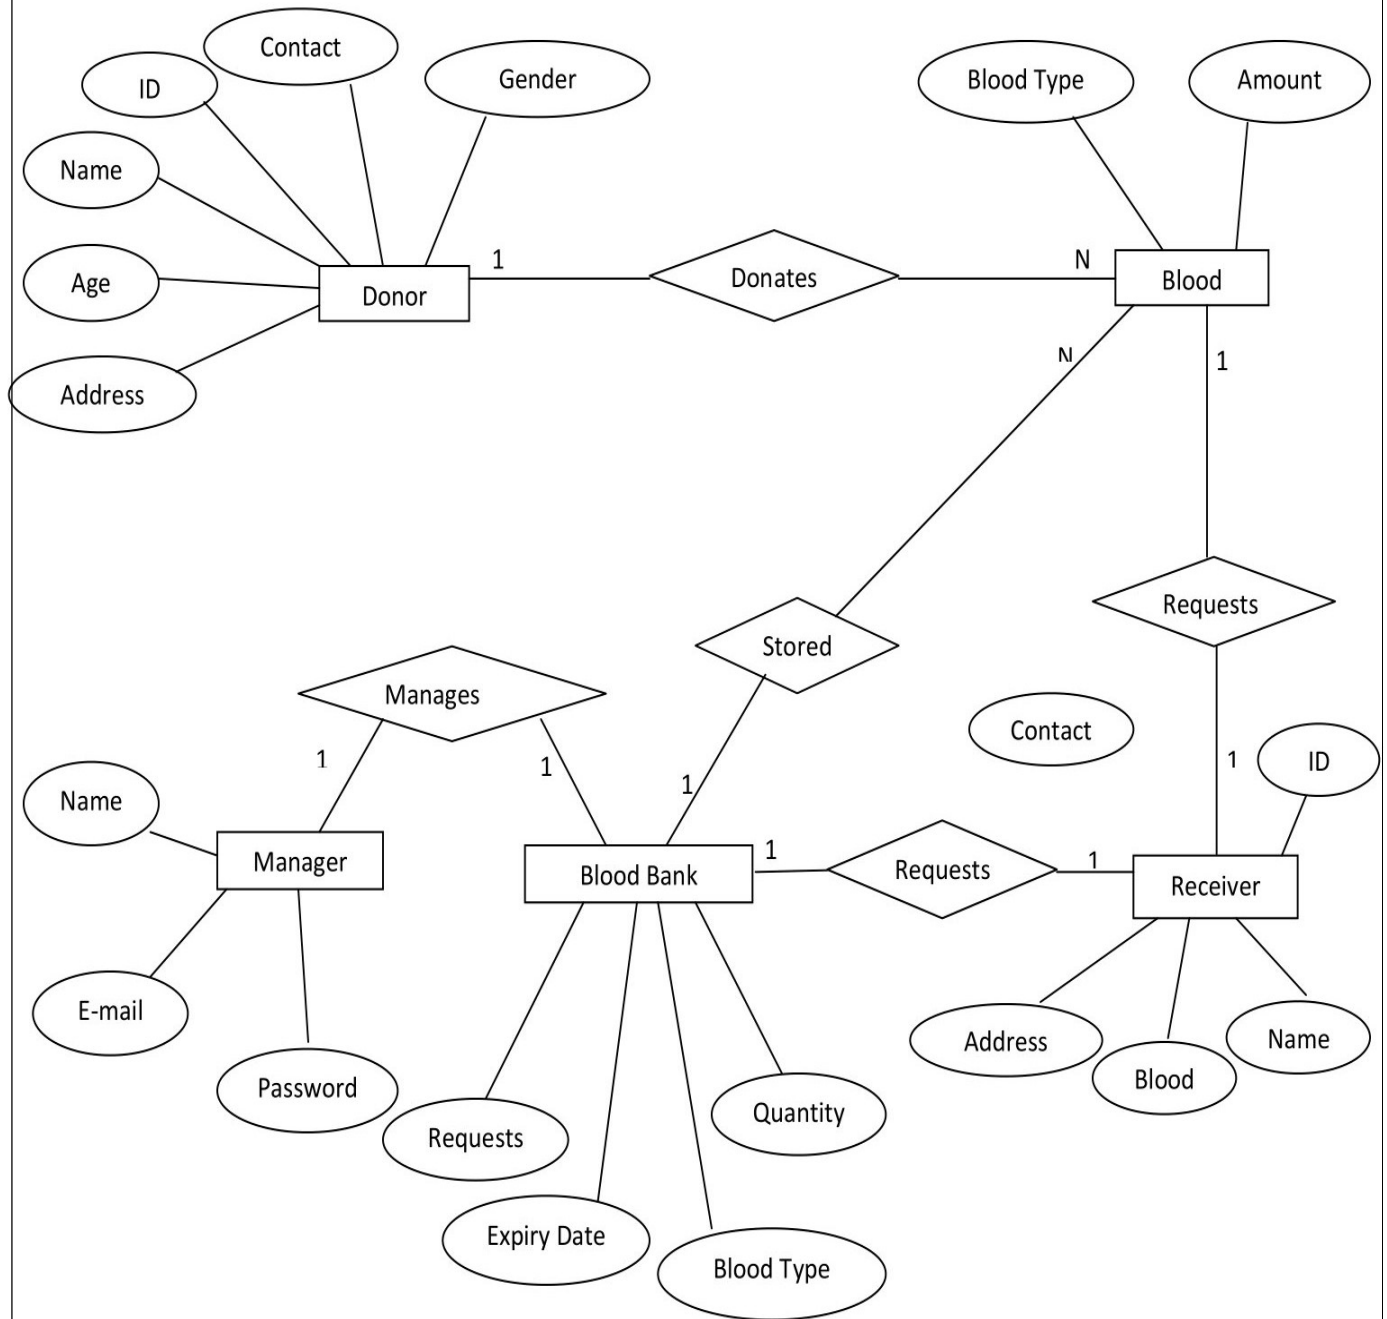 Contact
ID
Gender
Blood Type
Amount
Name
Age
Donor
1
Donates
N
Blood
Address
N
1
Requests
Stored
Manages
Contact
1
1
1
1
ID
Name
Manager
Blood Bank
1
Requests
1
Receiver
E-mail
Password
Requests
Quantity
Address
Blood
Name
Expiry Date
Blood Type